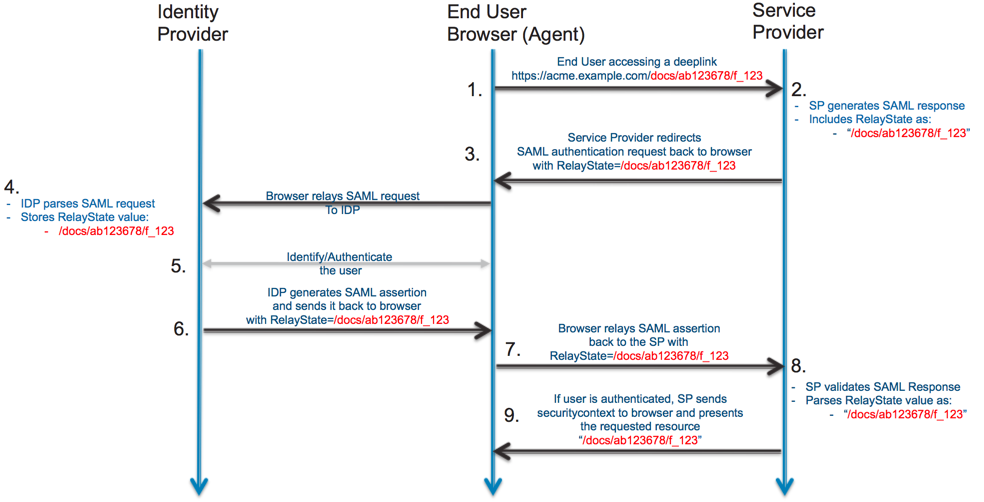 Identity
Provider
End User
Browser (Agent)
Service
Provider
End User accessing a deeplink
https://acme.example.com/docs/ab123678/f_123
1.
2.
- SP generates SAML response
- Includes RelayState as:
- “/docs/ab123678/f_123”
Service Provider redirects
SAML authentication request back to browser
with RelayState=/docs/ab123678/f_123
3.
4.
- IDP parses SAML request
- Stores RelayState value:
- /docs/ab123678/f_123
Browser relays SAML request
To IDP
5.
Identify/Authenticate
the user
IDP generates SAML assertion
and sends it back to browser
with RelayState=/docs/ab123678/f_123
6.
7.
Browser relays SAML assertion
back to the SP with
RelayState=/docs/ab123678/f_123
8.
- SP validates SAML Response
- Parses RelayState value as:
- “/docs/ab123678/f_123”
9.
If user is authenticated, SP sends
securitycontext to browser and presents
the requested resource
“/docs/ab123678/f_123”